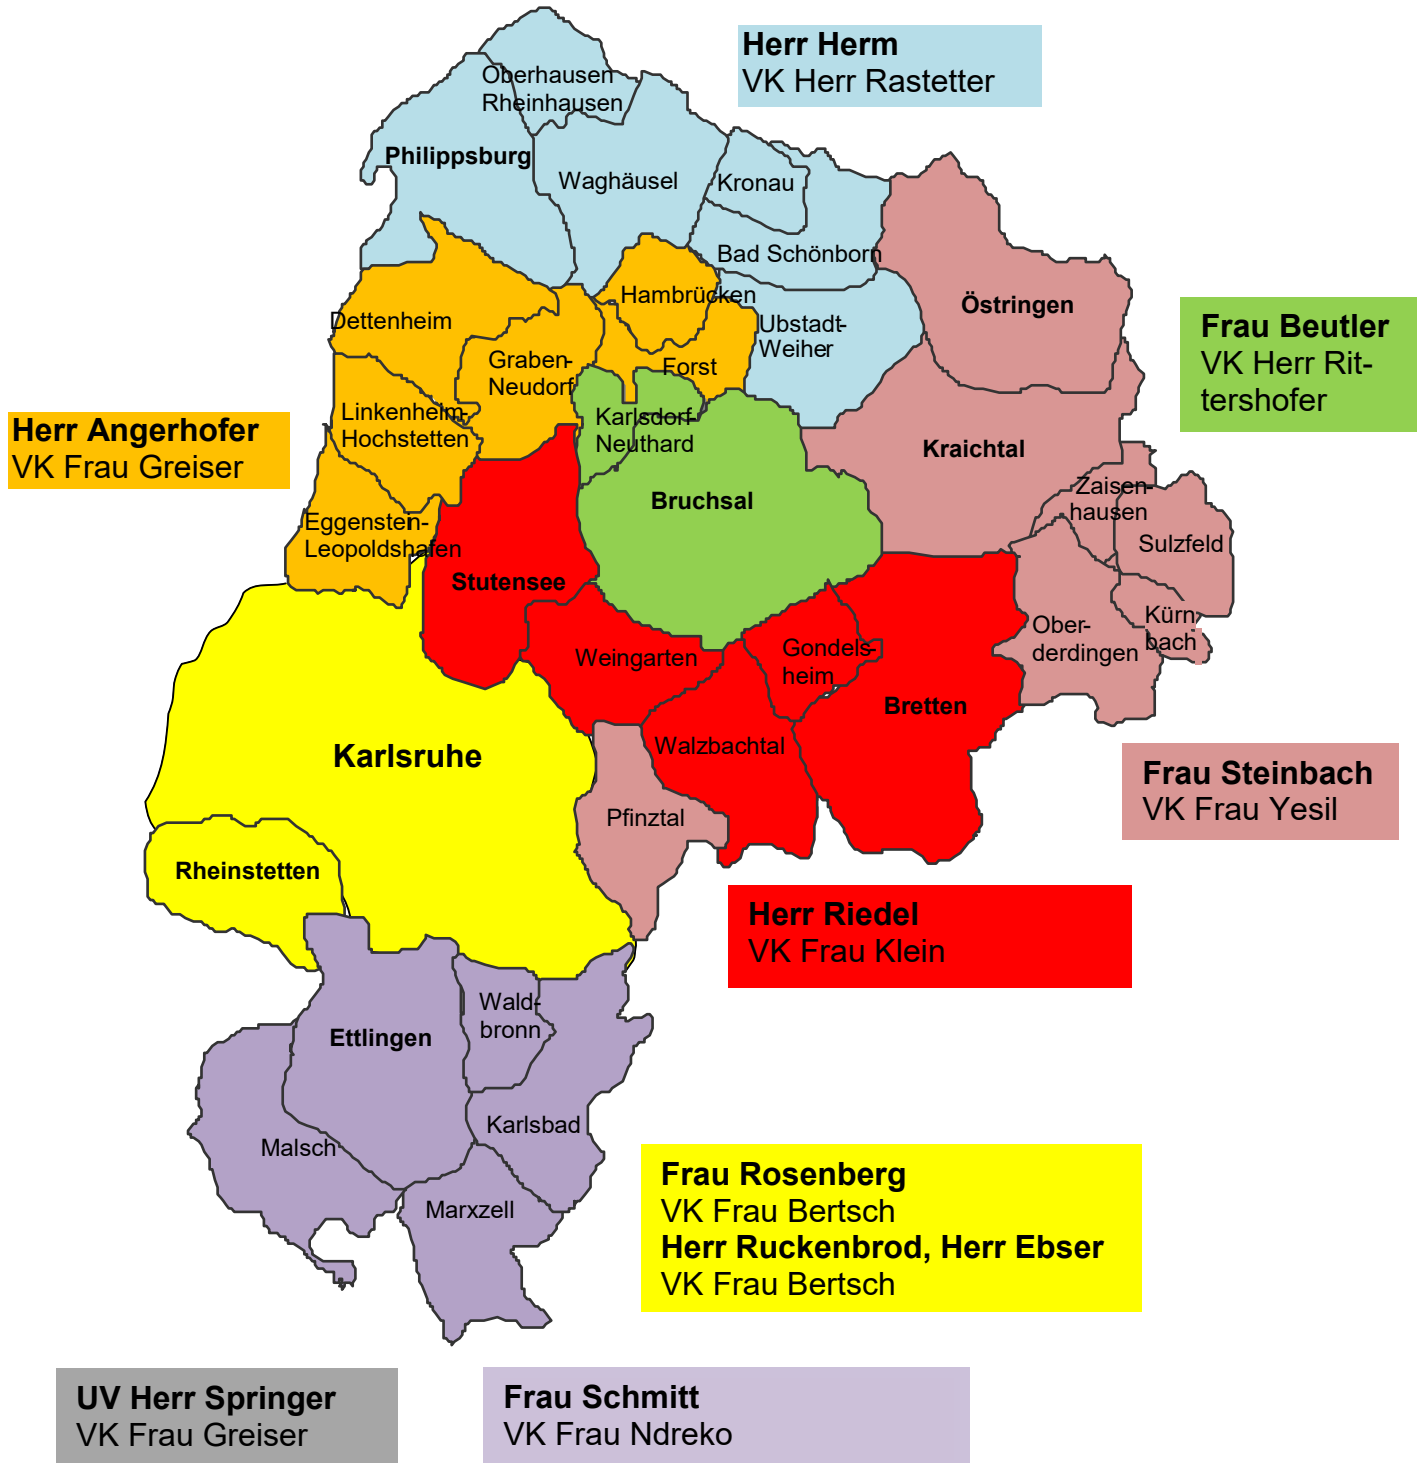 Herr Herm
VK Herr Rastetter
Oberhausen
Rheinhausen
Philippsburg
Waghäusel
Kronau
Bad Schönborn
Hambrücken
Östringen
Dettenheim
Ubstadt-
Weiher
Graben-
Neudorf
Forst
Frau Beutler
VK Herr Rit-
tershofer
Linkenheim-
Hochstetten
Karlsdorf-
Neuthard
Herr Angerhofer
VK Frau Greiser
Kraichtal
Bruchsal
Zaisen-
hausen
Sulzfeld
Eggenstein-
Leopoldshafen
Stutensee
Kürn
bach
Ober-
derdingen
Weingarten
Gondels-
heim
Bretten
Karlsruhe
Walzbachtal
Pfinztal
Frau Steinbach
VK Frau Yesil
Rheinstetten
Herr Riedel
VK Frau Klein
Wald-
bronn
Ettlingen
Karlsbad
Malsch
Marxzell
Frau Rosenberg
VK Frau Bertsch
Herr Ruckenbrod, Herr Ebser
VK Frau Bertsch
UV Herr Springer
VK Frau Greiser
Frau Schmitt
VK Frau Ndreko